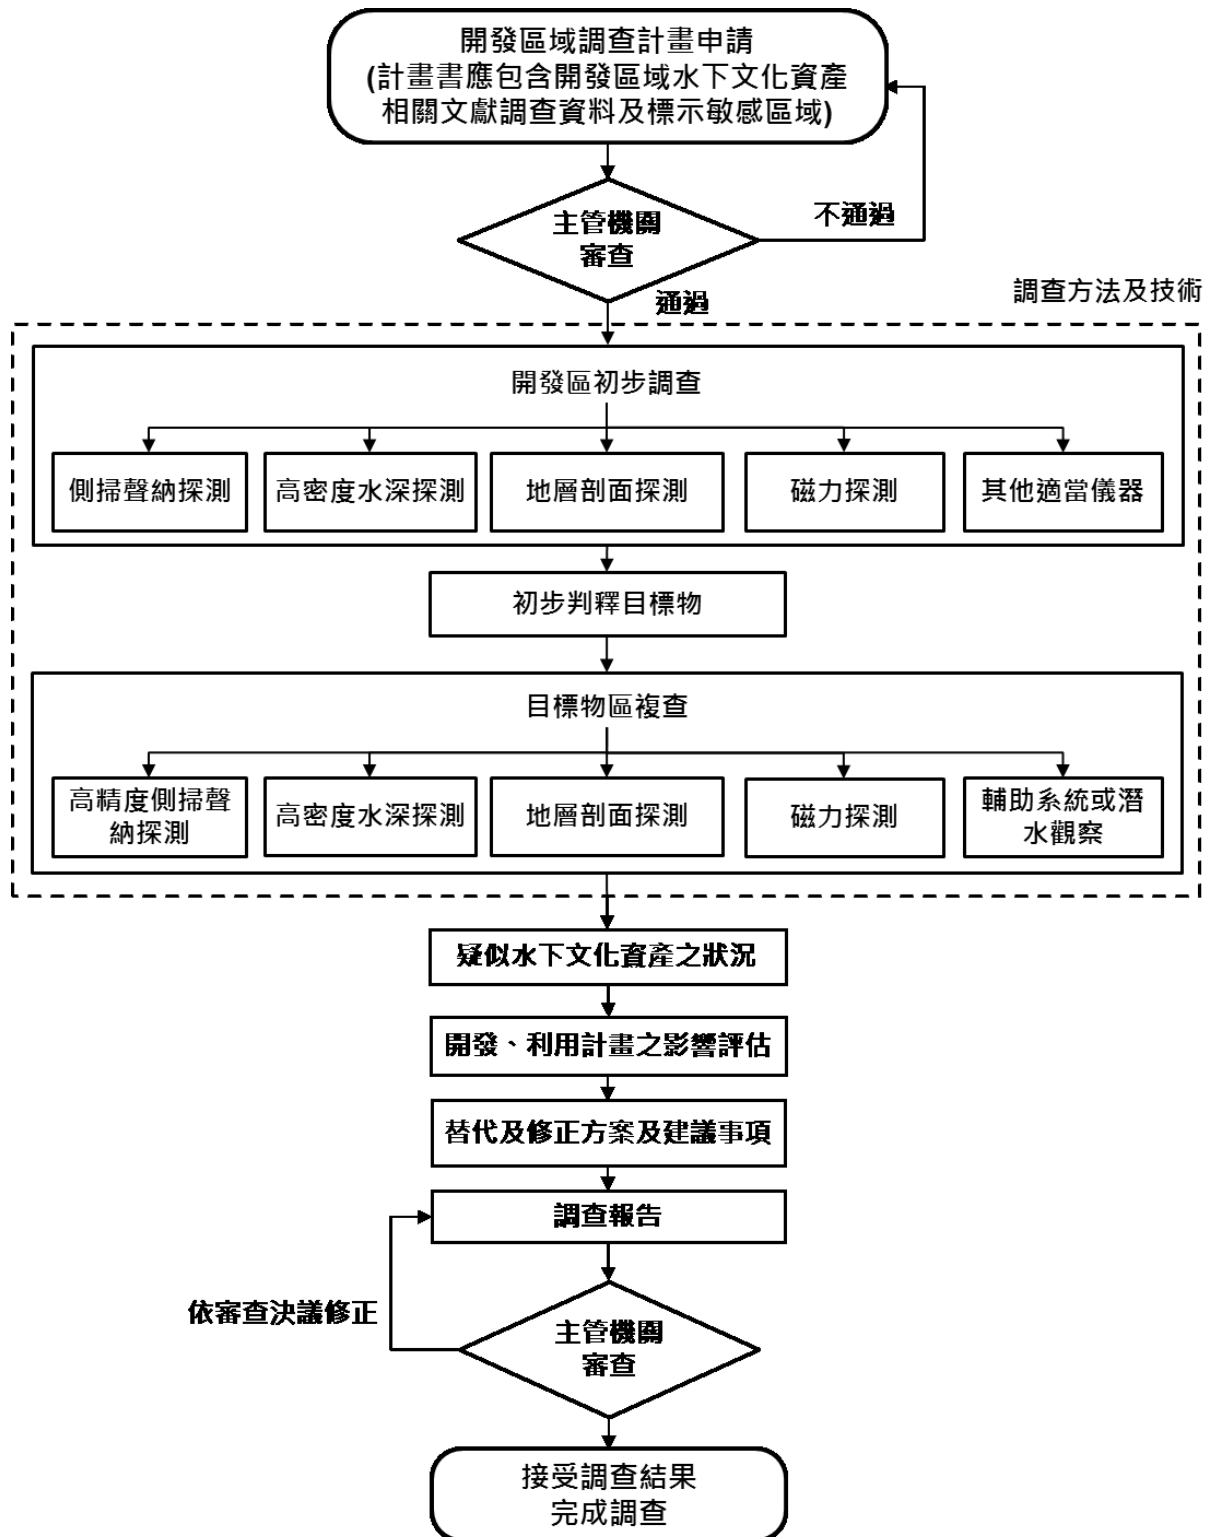 開發區域調查計畫申請
(計畫書應包含開發區域水下文化資產
相關文獻調查資料及標示敏感區域)
主管機關
審查
不通過
通過
調查方法及技術
開發區初步調查
側掃聲納探測
高密度水深探測
地層剖面探測
磁力探測
其他適當儀器
初步判釋目標物
目標物區複查
高精度側掃聲
納探測
高密度水深探測
地層剖面探測
磁力探測
輔助系統或潛
水觀察
疑似水下文化資產之狀況
開發、利用計畫之影響評估
替代及修正方案及建議事項
調查報告
依審查決議修正
主管機關
審查
接受調查結果
完成調查